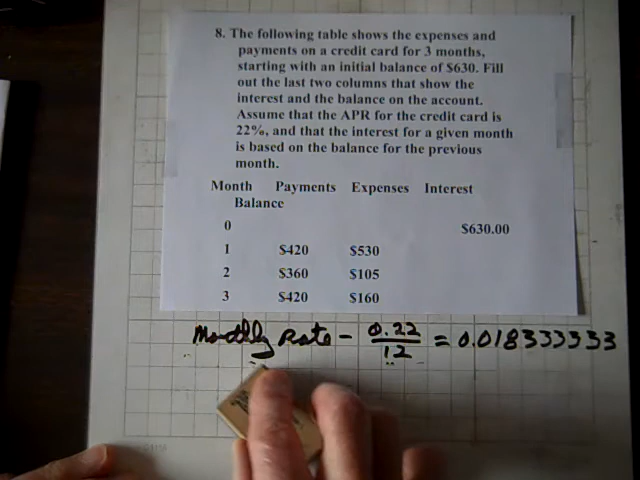 8. The following table shows the expenses and
payments on a credit card for 3 months,
starting with an initial balance of $630. Fill
out the last two columns that show the
interest and the balance on the account.
Assume that the APR for the credit card is
22%, and that the interest for a given month
is based on the balance for the previous
month.
Month Payments Expenses Interest
Balance
0 $630.00
1 $420 $530
2 $360 $105
3 $420 $160
Monthly Rate - 0.22/12 = 0.018333333